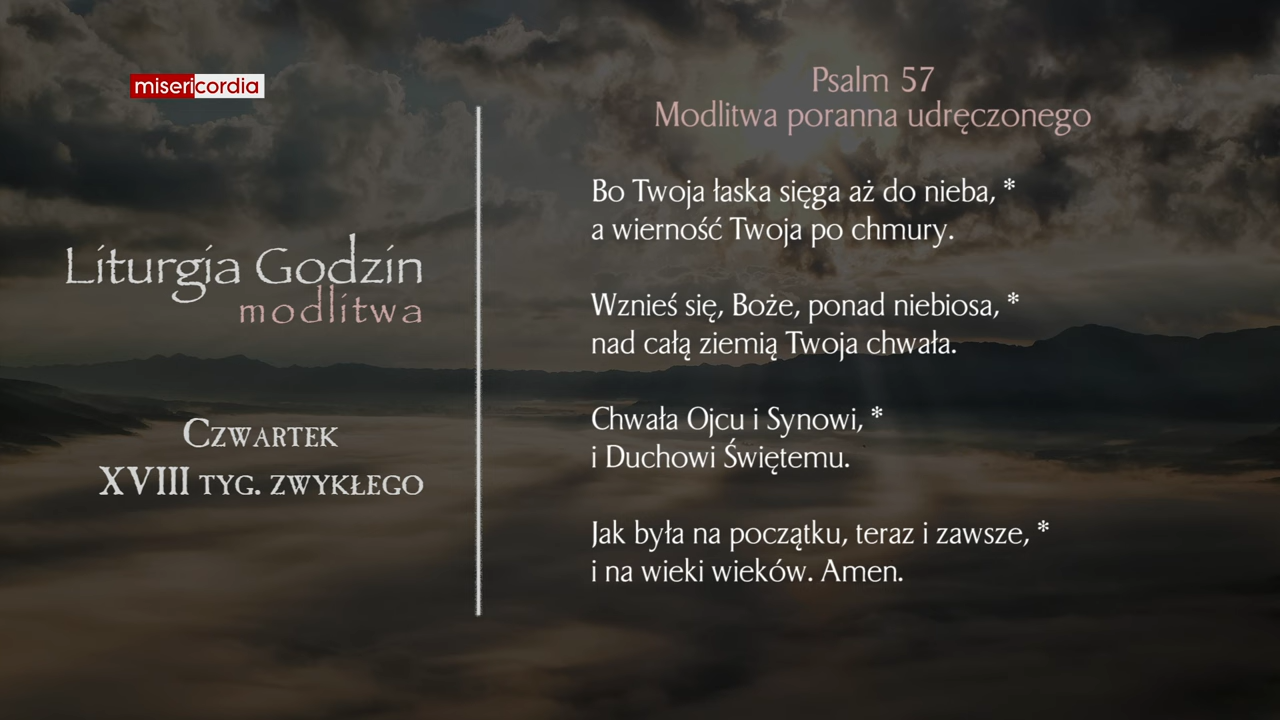 misericordia
Liturgia Godzin
modlitwa
Czwartek
XVIII tyg. zwykłego
Psalm 57
Modlitwa poranna udręczonego
Bo Twoja łaska sięga aż do nieba, *
a wierność Twoja po chmury.
Wznieś się, Boże, ponad niebiosa, *
nad całą ziemią Twoja chwała.
Chwała Ojcu i Synowi, *
i Duchowi Świętemu.
Jak była na początku, teraz i zawsze, *
i na wieki wieków. Amen.